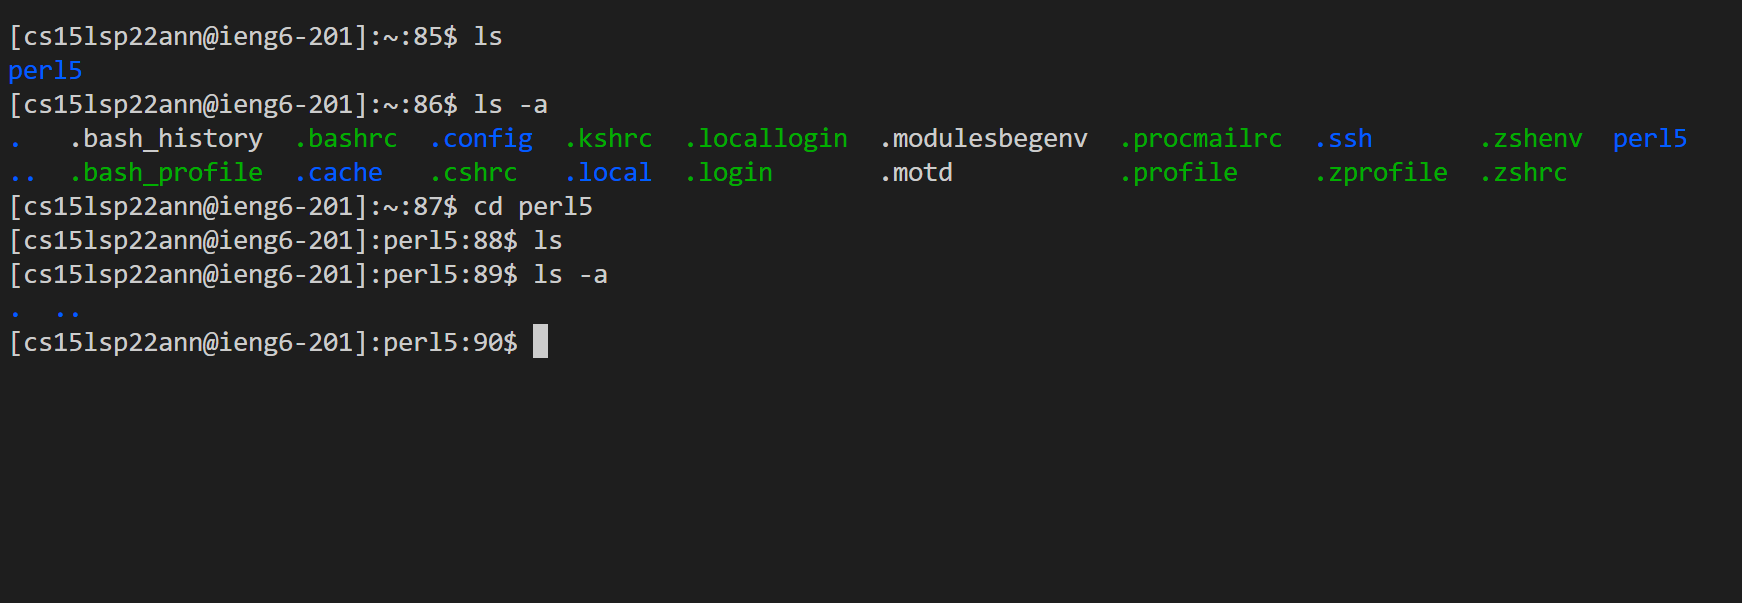 [cs15lsp22ann@ieng6-201]:~:85$ ls
perl5
[cs15lsp22ann@ieng6-201]:~:86$ ls -a
.   .bash_history  .bashrc  .config  .kshrc  .locallogin  .modulesbegenv  .procmailrc  .ssh       .zshenv  perl5
..  .bash_profile  .cache   .cshrc   .local  .login       .motd           .profile     .zprofile  .zshrc
[cs15lsp22ann@ieng6-201]:~:87$ cd perl5
[cs15lsp22ann@ieng6-201]:perl5:88$ ls
[cs15lsp22ann@ieng6-201]:perl5:89$ ls -a
.  ..
[cs15lsp22ann@ieng6-201]:perl5:90$